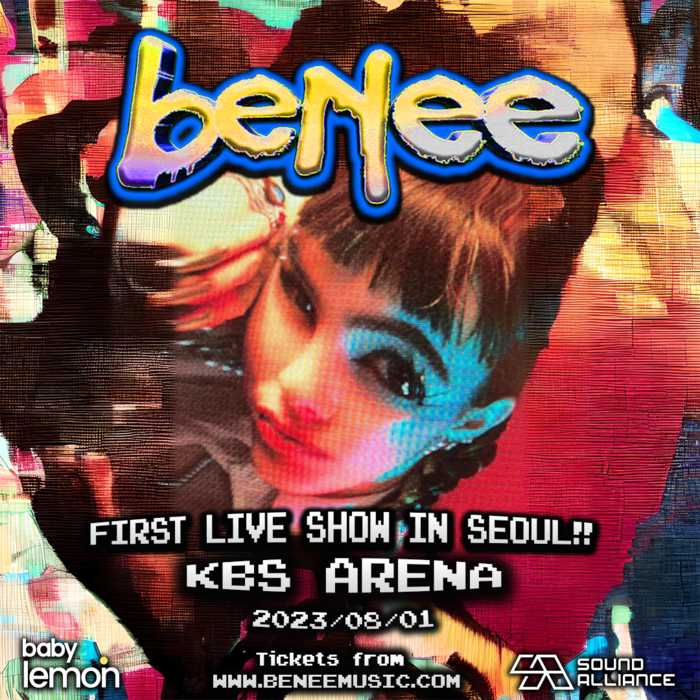 benee
FIRST LIVE SHOW IN SEOUL!!
KBS ARENA
2023/08/01
Tickets from
WWW.BENEEMUSIC.COM
baby
lemon
SOUND
ALLIANCE